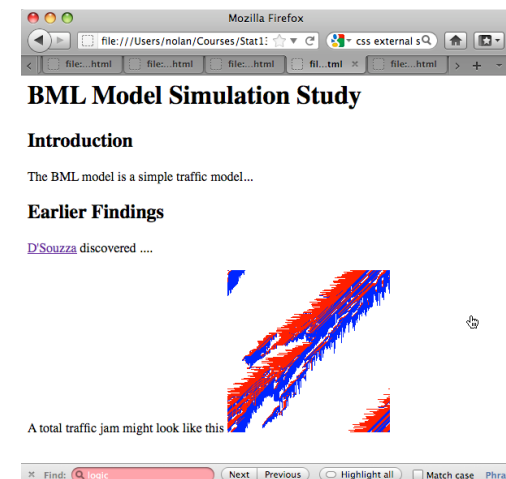 Mozilla Firefox
file:///Users/nolan/Courses/Stat13
css external s
file:...html
file:...html
file:...html
fil...tml
file:...html
BML Model Simulation Study
Introduction
The BML model is a simple traffic model...
Earlier Findings
D'Souzza discovered ....
A total traffic jam might look like this
Find: logic Next Previous Highlight all Match case Phra